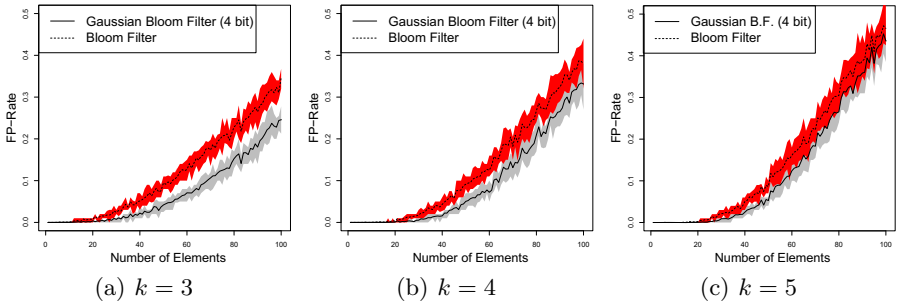 Gaussian Bloom Filter (4 bit)
Bloom Filter
FP−Rate
0.0
0.1
0.2
0.3
0.4
0.5
0
20
40
60
80
100
Number of Elements
(a) k = 3
Gaussian Bloom Filter (4 bit)
Bloom Filter
FP−Rate
0.0
0.1
0.2
0.3
0.4
0.5
0
20
40
60
80
100
Number of Elements
(b) k = 4
Gaussian B.F. (4 bit)
Bloom Filter
FP−Rate
0.0
0.1
0.2
0.3
0.4
0.5
0
20
40
60
80
100
Number of Elements
(c) k = 5